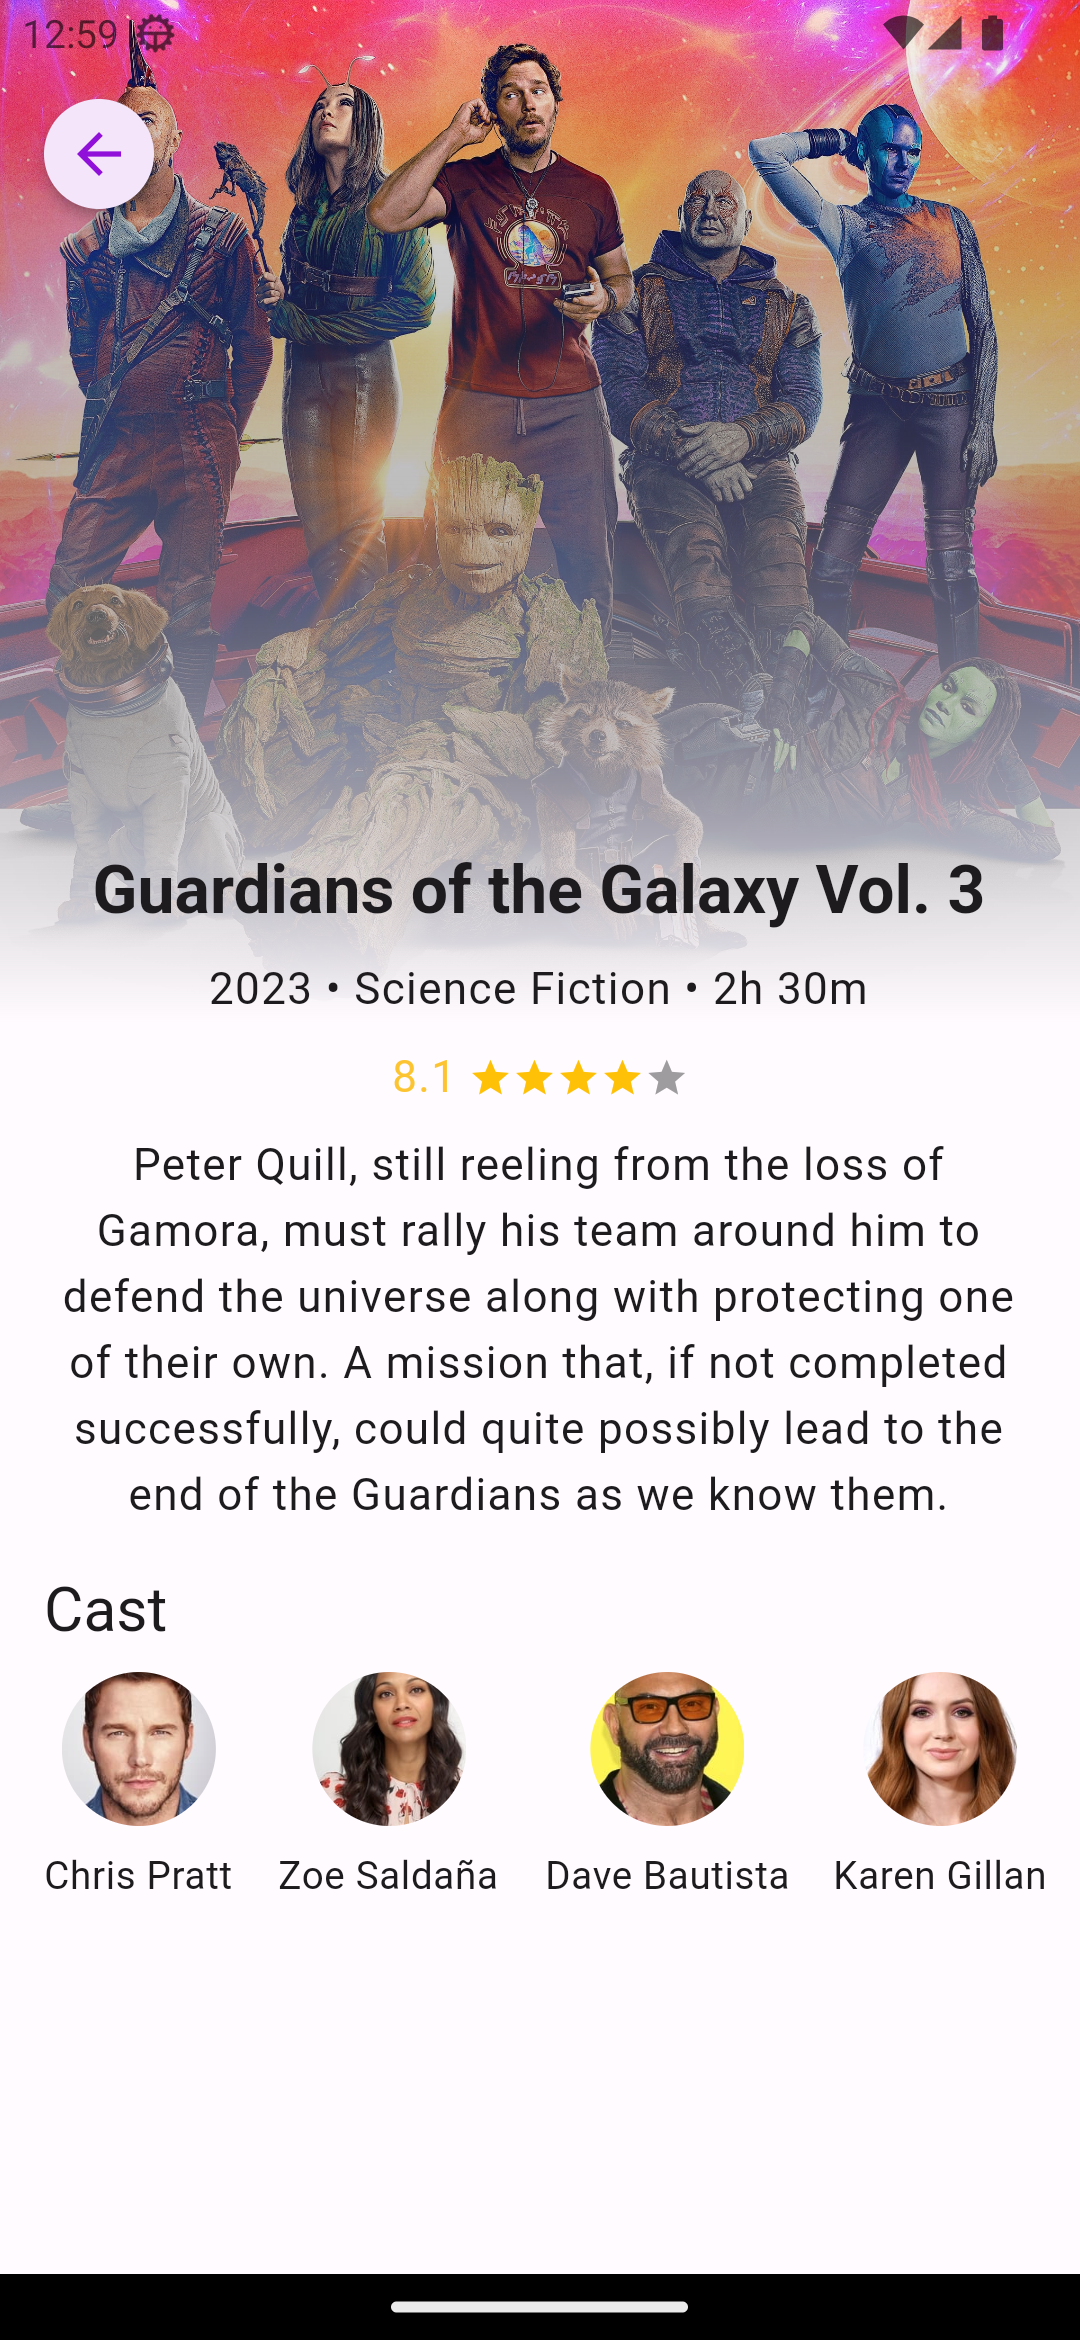 12:59
Guardians of the Galaxy Vol. 3
2023 • Science Fiction • 2h 30m
8.1
Peter Quill, still reeling from the loss of
Gamora, must rally his team around him to
defend the universe along with protecting one
of their own. A mission that, if not completed
successfully, could quite possibly lead to the
end of the Guardians as we know them.
Cast
Chris Pratt Zoe Saldaña Dave Bautista Karen Gillan